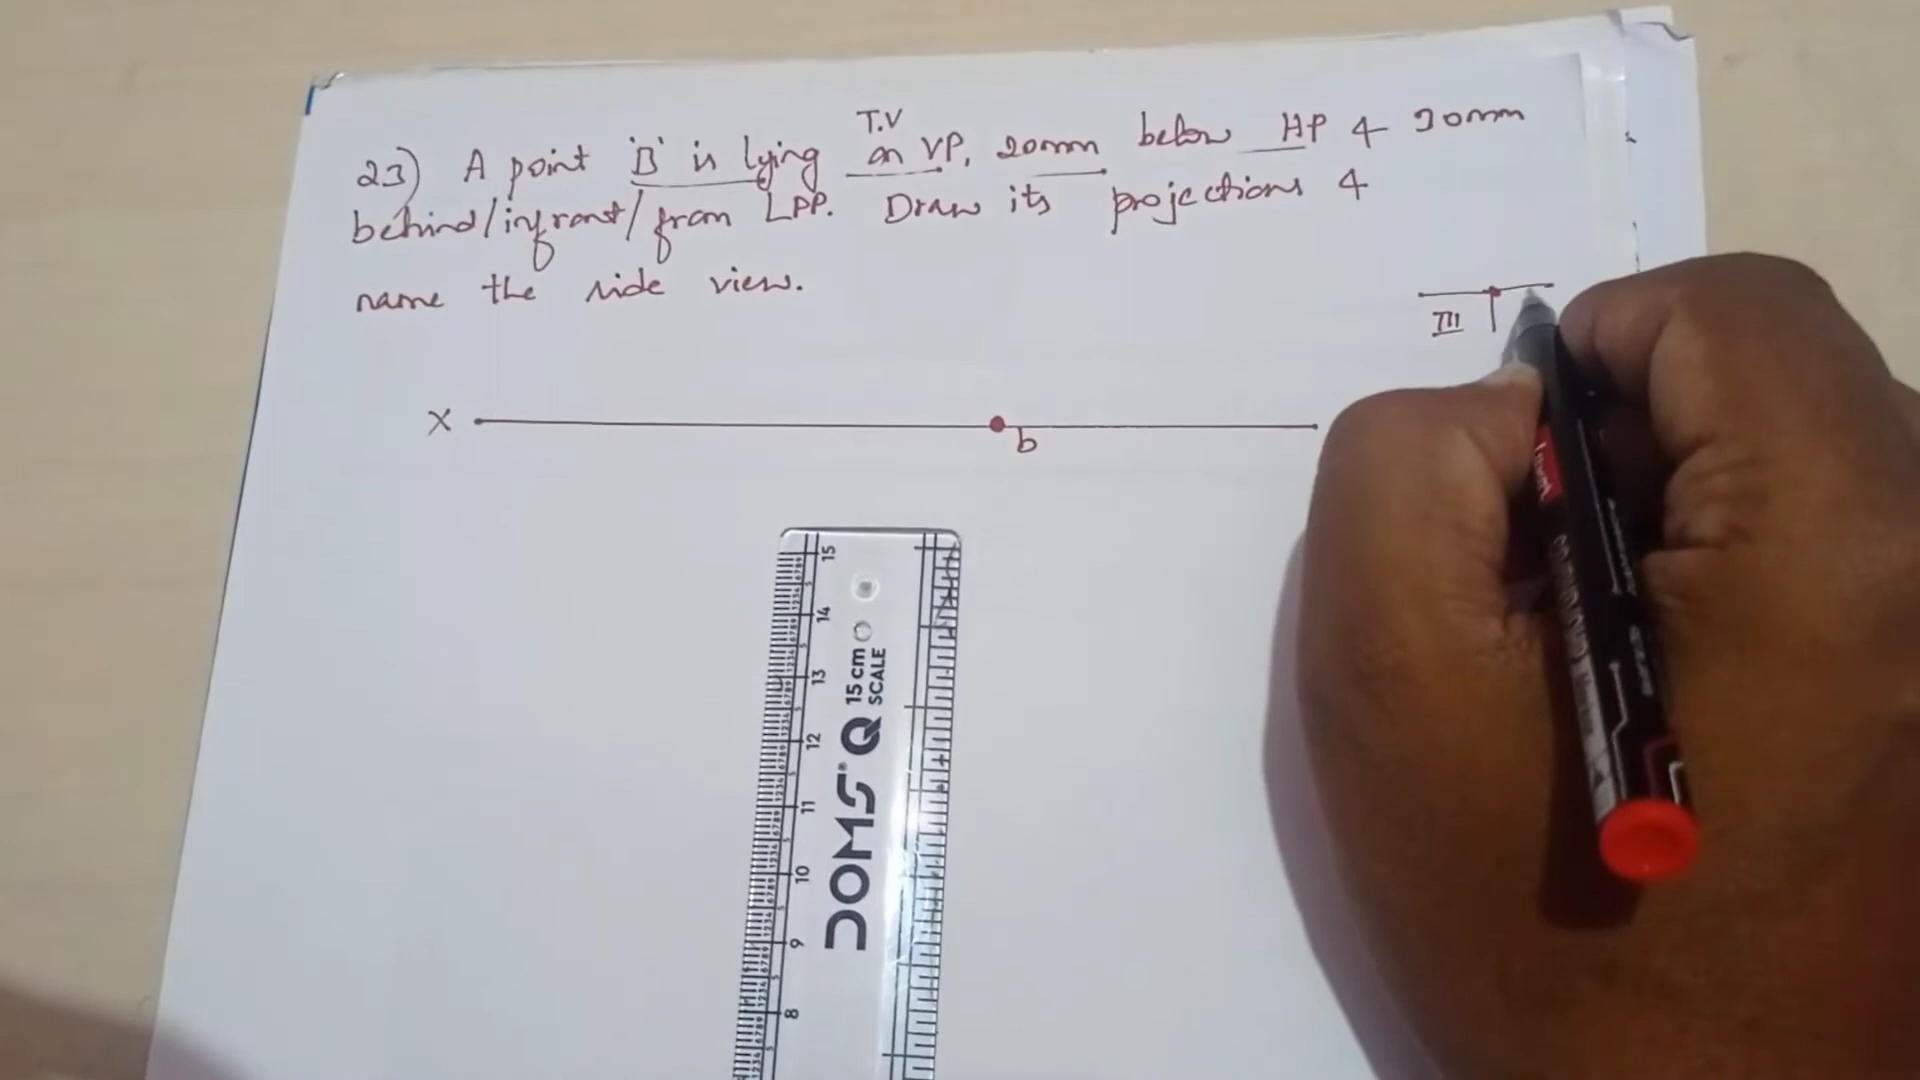 T.V
23) A point 'B' is lying on VP, 20mm below HP & 30mm
behind/infront/from LPP. Draw its projections &
name the side view.
III
X
b
15
14
13
12
11
10
9
8
15 cm
SCALE
DOMS Q